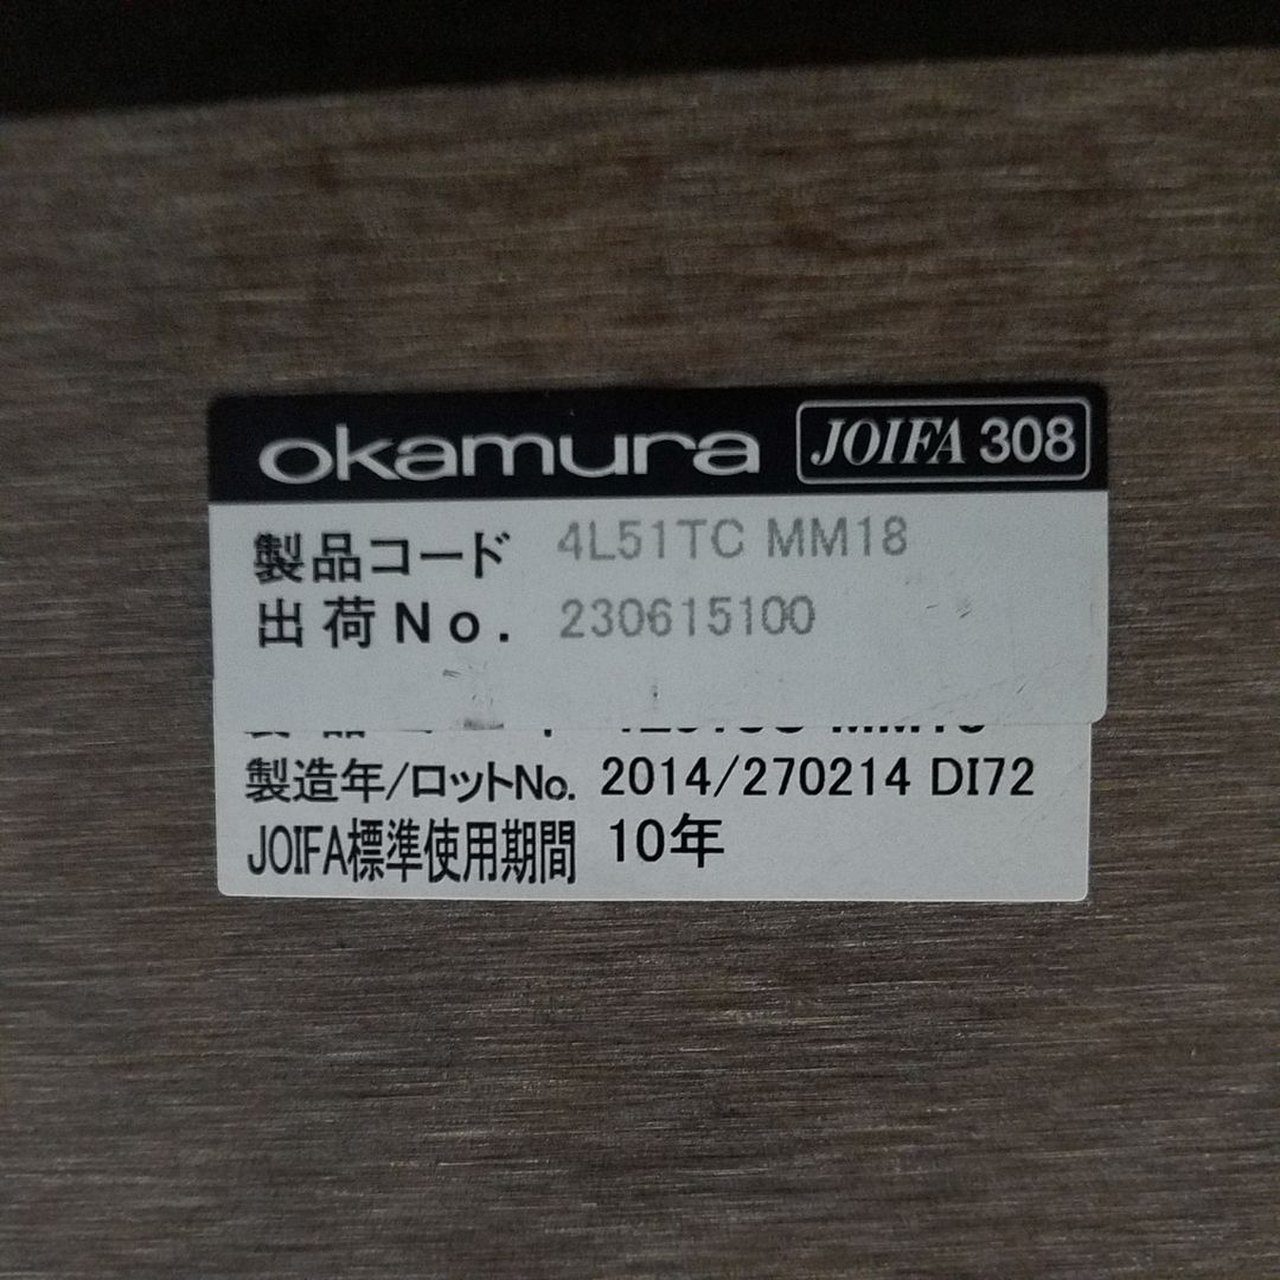 okamura JOIFA 308
製品コード 4L51TC MM18
出荷No. 230615100
製造年/ロットNo. 2014/270214 DI72
JOIFA標準使用期間 10年